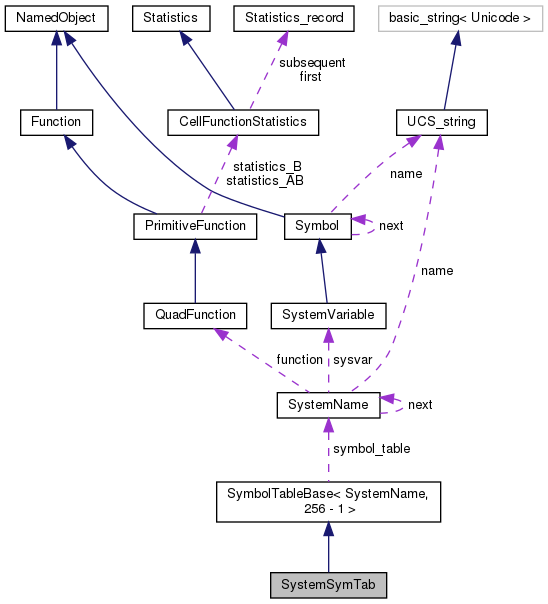 NamedObject
Statistics
Statistics_record
basic_string< Unicode >
subsequent
first
Function
CellFunctionStatistics
UCS_string
statistics_B
statistics_AB
name
PrimitiveFunction
Symbol
next
name
QuadFunction
SystemVariable
function
sysvar
SystemName
next
symbol_table
SymbolTableBase< SystemName,
256 - 1 >
SystemSymTab